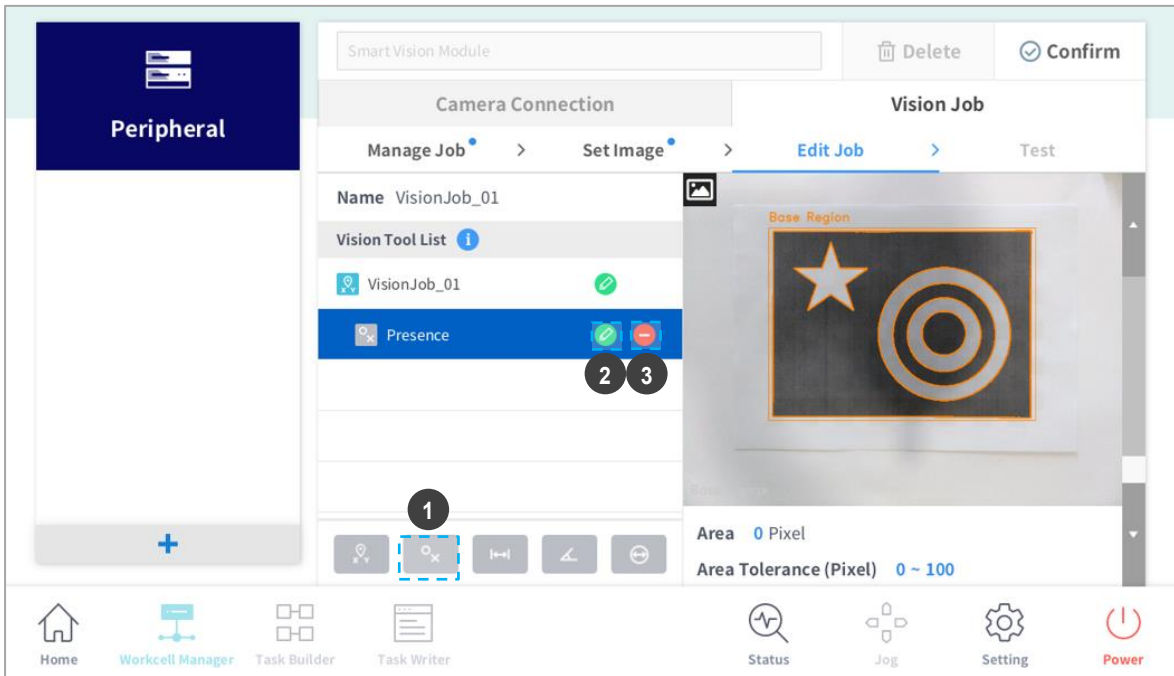 Peripheral
Smart Vision Module
Delete
Confirm
Camera Connection
Vision Job
Manage Job
>
Set Image
>
Edit Job
>
Test
Name VisionJob_01
Vision Tool List i
VisionJob_01
Presence
2 3
1
+
Base Region
Area 0 Pixel
Area Tolerance (Pixel) 0 ~ 100
Home
Workcell Manager
Task Builder
Task Writer
Status
Jog
Setting
Power